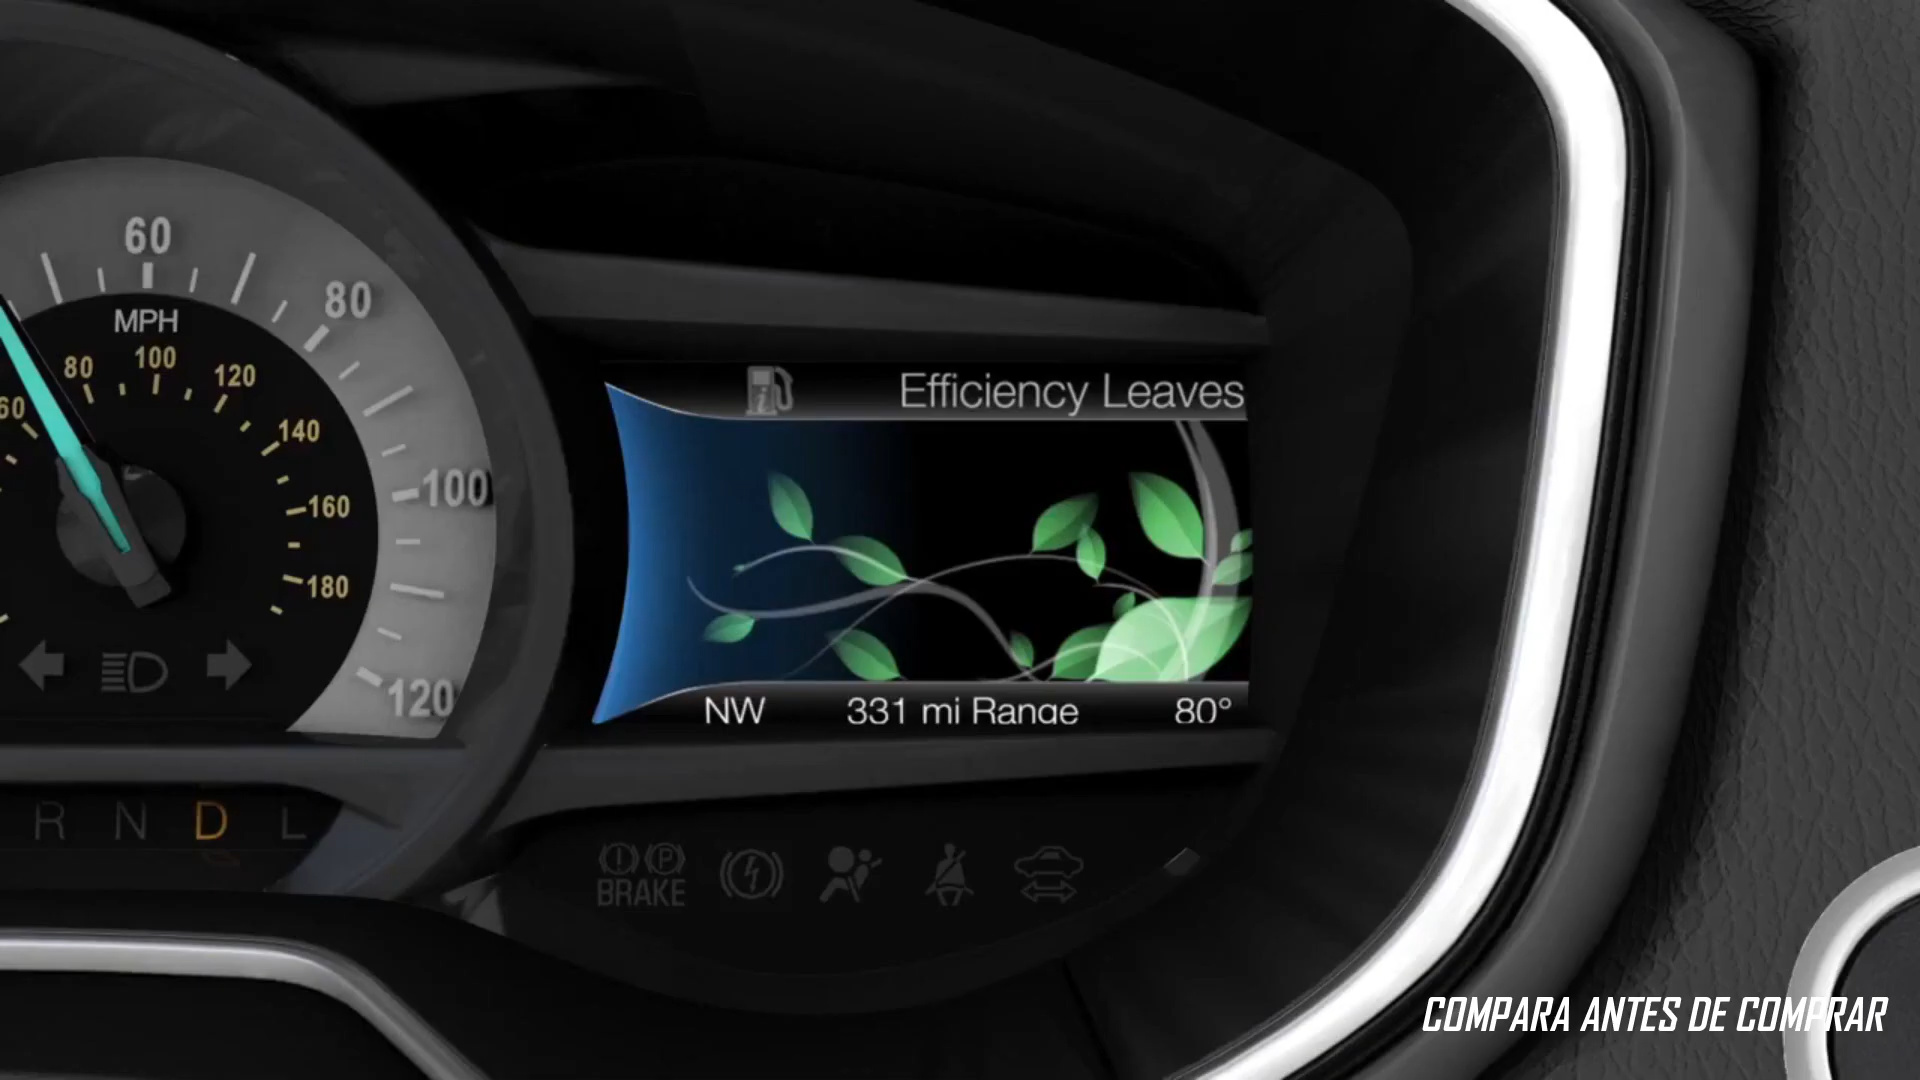 60
80
MPH
80
100
120
60
140
100
160
180
120
R N D L
Efficiency Leaves
NW 331 mi Range 80°
BRAKE
COMPARA ANTES DE COMPRAR